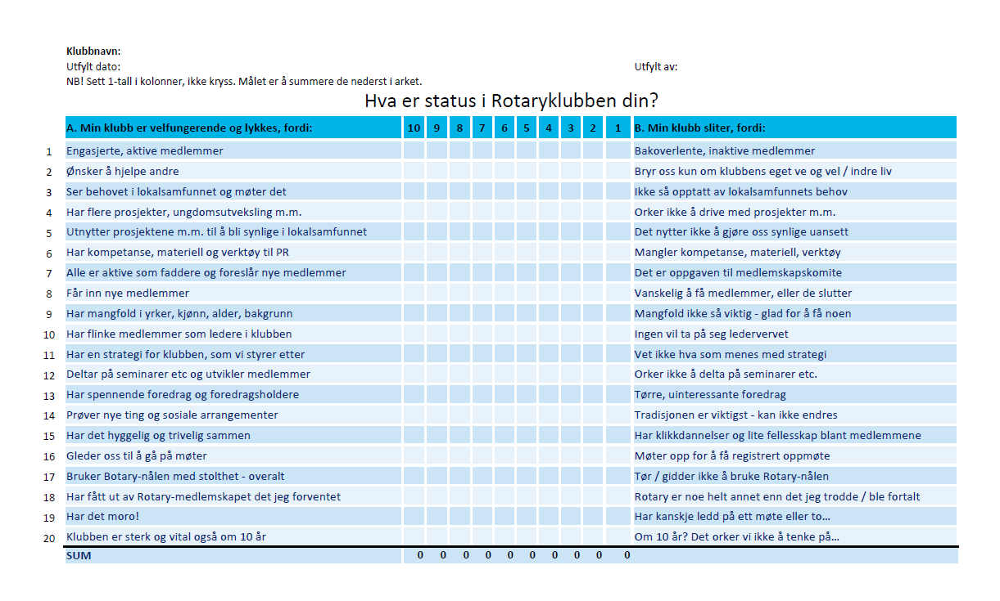 Klubbnavn:
Utfylt dato: Utfylt av:
NB! Sett 1-tall i kolonner, ikke kryss. Målet er å summere de nederst i arket.
Hva er status i Rotaryklubben din?
A. Min klubb er velfungerende og lykkes, fordi: 10 9 8 7 6 5 4 3 2 1 B. Min klubb sliter, fordi:
1 Engasjerte, aktive medlemmer Bakoverlente, inaktive medlemmer
2 Ønsker å hjelpe andre Bryr oss kun om klubbens eget ve og vel / indre liv
3 Ser behovet i lokalsamfunnet og møter det Ikke så opptatt av lokalsamfunnets behov
4 Har flere prosjekter, ungdomsutveksling m.m. Orker ikke å drive med prosjekter m.m.
5 Utnytter prosjektene m.m. til å bli synlige i lokalsamfunnet Det nytter ikke å gjøre oss synlige uansett
6 Har kompetanse, materiell og verktøy til PR Mangler kompetanse, materiell, verktøy
7 Alle er aktive som faddere og foreslår nye medlemmer Det er oppgaven til medlemskapskomite
8 Får inn nye medlemmer Vanskelig å få medlemmer, eller de slutter
9 Har mangfold i yrker, kjønn, alder, bakgrunn Mangfold ikke så viktig - glad for å få noen
10 Har flinke medlemmer som ledere i klubben Ingen vil ta på seg ledervervet
11 Har en strategi for klubben, som vi styrer etter Vet ikke hva som menes med strategi
12 Deltar på seminarer etc og utvikler medlemmer Orker ikke å delta på seminarer etc.
13 Har spennende foredrag og foredragsholdere Tørre, uinteressante foredrag
14 Prøver nye ting og sosiale arrangementer Tradisjonen er viktigst - kan ikke endres
15 Har det hyggelig og trivelig sammen Har klikkdannelser og lite fellesskap blant medlemmene
16 Gleder oss til å gå på møter Møter opp for å få registrert oppmøte
17 Bruker Botary-nålen med stolthet - overalt Tør / gidder ikke å bruke Rotary-nålen
18 Har fått ut av Rotary-medlemskapet det jeg forventet Rotary er noe helt annet enn det jeg trodde / ble fortalt
19 Har det moro! Har kanskje ledd på ett møte eller to...
20 Klubben er sterk og vital også om 10 år Om 10 år? Det orker vi ikke å tenke på...
SUM 0 0 0 0 0 0 0 0 0 0